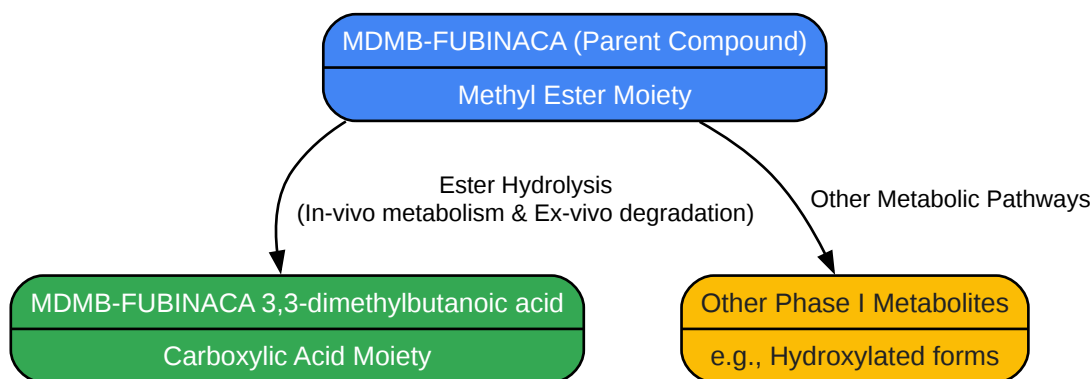 MDMB-FUBINACA (Parent Compound)
Methyl Ester Moiety
Ester Hydrolysis
(In-vivo metabolism & Ex-vivo degradation)
Other Metabolic Pathways
MDMB-FUBINACA 3,3-dimethylbutanoic acid
Carboxylic Acid Moiety
Other Phase I Metabolites
e.g., Hydroxylated forms